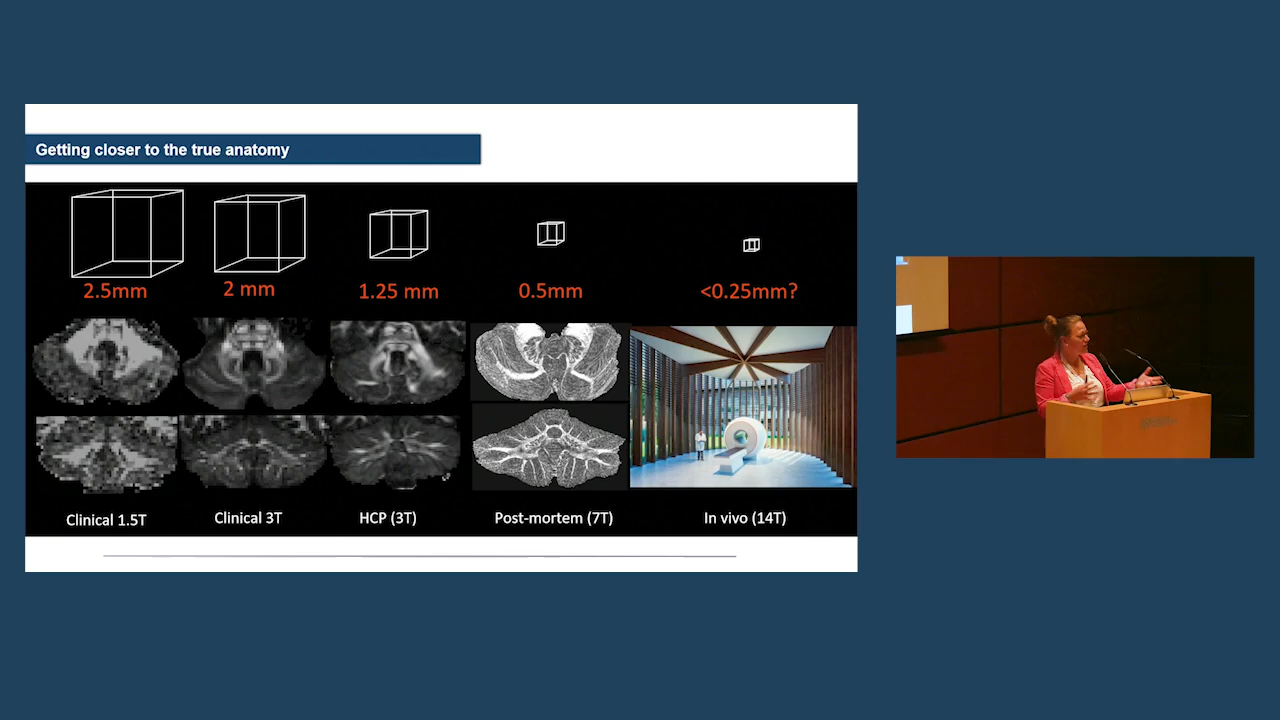 Getting closer to the true anatomy
2.5mm
2 mm
1.25 mm
0.5mm
<0.25mm?
Clinical 1.5T
Clinical 3T
HCP (3T)
Post-mortem (7T)
In vivo (14T)